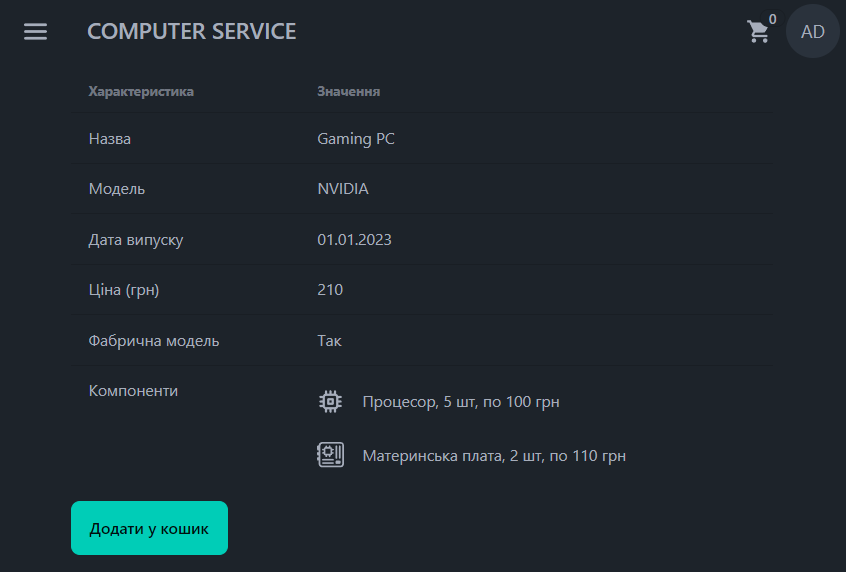 COMPUTER SERVICE
0
AD
Характеристика Значення
Назва Gaming PC
Модель NVIDIA
Дата випуску 01.01.2023
Ціна (грн) 210
Фабрична модель Так
Компоненти
Процесор, 5 шт, по 100 грн
Материнська плата, 2 шт, по 110 грн
Додати у кошик